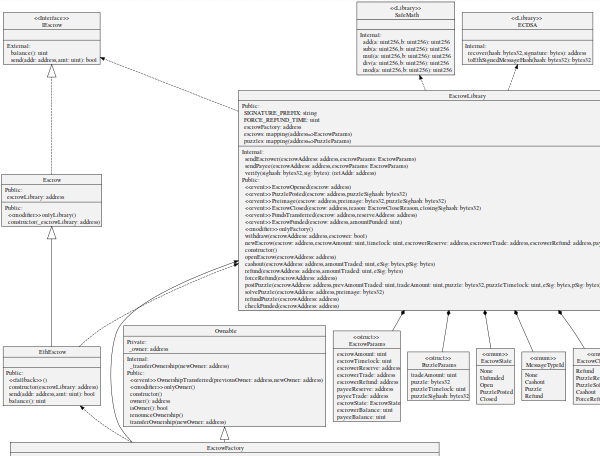 <<Interface>>
IEscrow
External:
balance(): uint
send(addr: address,amt: uint): bool
<<Library>>
SafeMath
Internal:
add(a: uint256,b: uint256): uint256
sub(a: uint256,b: uint256): uint256
mul(a: uint256,b: uint256): uint256
div(a: uint256,b: uint256): uint256
mod(a: uint256,b: uint256): uint256
<<Library>>
ECDSA
Internal:
recover(hash: bytes32,signature: bytes): address
toEthSignedMessageHash(hash: bytes32): bytes32
EscrowLibrary
Public:
SIGNATURE_PREFIX: string
FORCE_REFUND_TIME: uint
escrowFactory: address
escrows: mapping(address=>EscrowParams)
puzzles: mapping(address=>PuzzleParams)
Internal:
sendEscrower(escrowAddress: address,escrowParams: EscrowParams)
sendPayee(escrowAddress: address,escrowParams: EscrowParams)
verify(sighash: bytes32,sig: bytes): (retAddr: address)
Public:
<<event>> EscrowOpened(escrow: address)
<<event>> PuzzlePosted(escrow: address,puzzleSighash: bytes32)
<<event>> Preimage(escrow: address,preimage: bytes32,puzzleSighash: bytes32)
<<event>> EscrowClosed(escrow: address,reason: EscrowCloseReason,closingSighash: bytes32)
<<event>> FundsTransferred(escrow: address,reserveAddress: address)
<<event>> EscrowFunded(escrow: address,amountFunded: uint)
<<modifier>> onlyFactory()
withdraw(escrowAddress: address,escrower: bool)
newEscrow(escrow: address,escrowAmount: uint,timelock: uint,escrowerReserve: address,escrowerTrade: address,escrowerRefund: address,pay
constructor()
openEscrow(escrowAddress: address)
cashout(escrowAddress: address,amountTraded: uint,eSig: bytes,pSig: bytes)
refund(escrowAddress: address,amountTraded: uint,eSig: bytes)
forceRefund(escrowAddress: address)
postPuzzle(escrowAddress: address,prevAmountTraded: uint,tradeAmount: uint,puzzle: bytes32,puzzleTimelock: uint,eSig: bytes,pSig: bytes)
solvePuzzle(escrowAddress: address,preimage: bytes32)
refundPuzzle(escrowAddress: address)
checkFunded(escrowAddress: address)
Escrow
Public:
escrowLibrary: address
Public:
<<modifier>> onlyLibrary()
constructor(_escrowLibrary: address)
EthEscrow
Public:
<<fallback>> ()
constructor(escrowLibrary: address)
send(addr: address,amt: uint): bool
balance(): uint
Ownable
Private:
_owner: address
Internal:
_transferOwnership(newOwner: address)
Public:
<<event>> OwnershipTransferred(previousOwner: address,newOwner: address)
<<modifier>> onlyOwner()
constructor()
owner(): address
isOwner(): bool
renounceOwnership()
transferOwnership(newOwner: address)
<<struct>>
EscrowParams
escrowAmount: uint
escrowTimelock: uint
escrowerReserve: address
escrowerTrade: address
escrowerRefund: address
payeeReserve: address
payeeTrade: address
escrowState: EscrowState
escrowerBalance: uint
payeeBalance: uint
<<struct>>
PuzzleParams
tradeAmount: uint
puzzle: bytes32
puzzleTimelock: uint
puzzleSighash: bytes32
<<enum>>
EscrowState
None
Unfunded
Open
PuzzlePosted
Closed
<<enum>>
MessageTypeId
None
Cashout
Puzzle
Refund
EscrowCl
Refund
PuzzleRe
PuzzleSol
Cashout
ForceRef
EscrowFactory